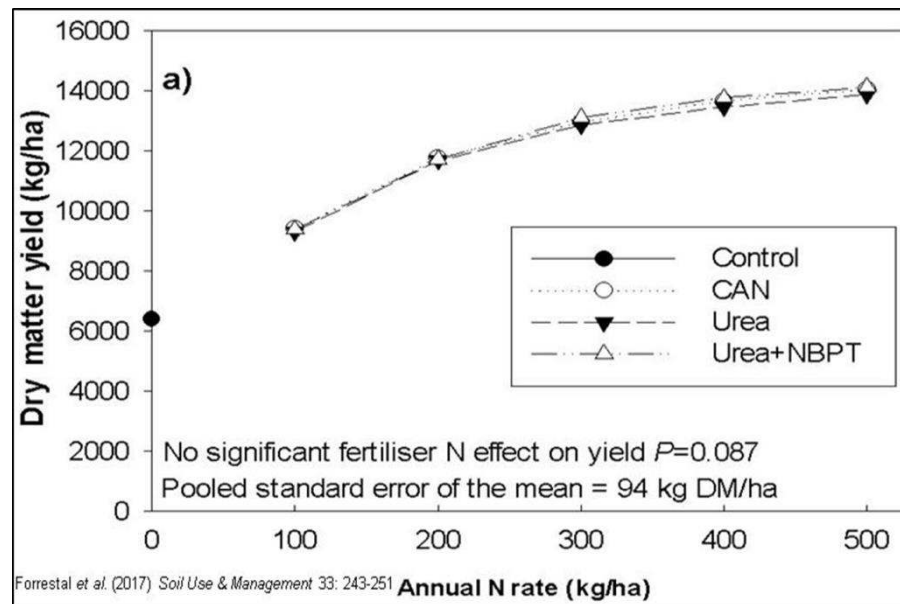 16000
14000
12000
10000
8000
6000
4000
2000
0
Dry matter yield (kg/ha)
a)
Control
CAN
Urea
Urea+NBPT
No significant fertiliser N effect on yield P=0.087
Pooled standard error of the mean = 94 kg DM/ha
0 100 200 300 400 500
Forrestal et al. (2017) Soil Use & Management 33: 243-251
Annual N rate (kg/ha)